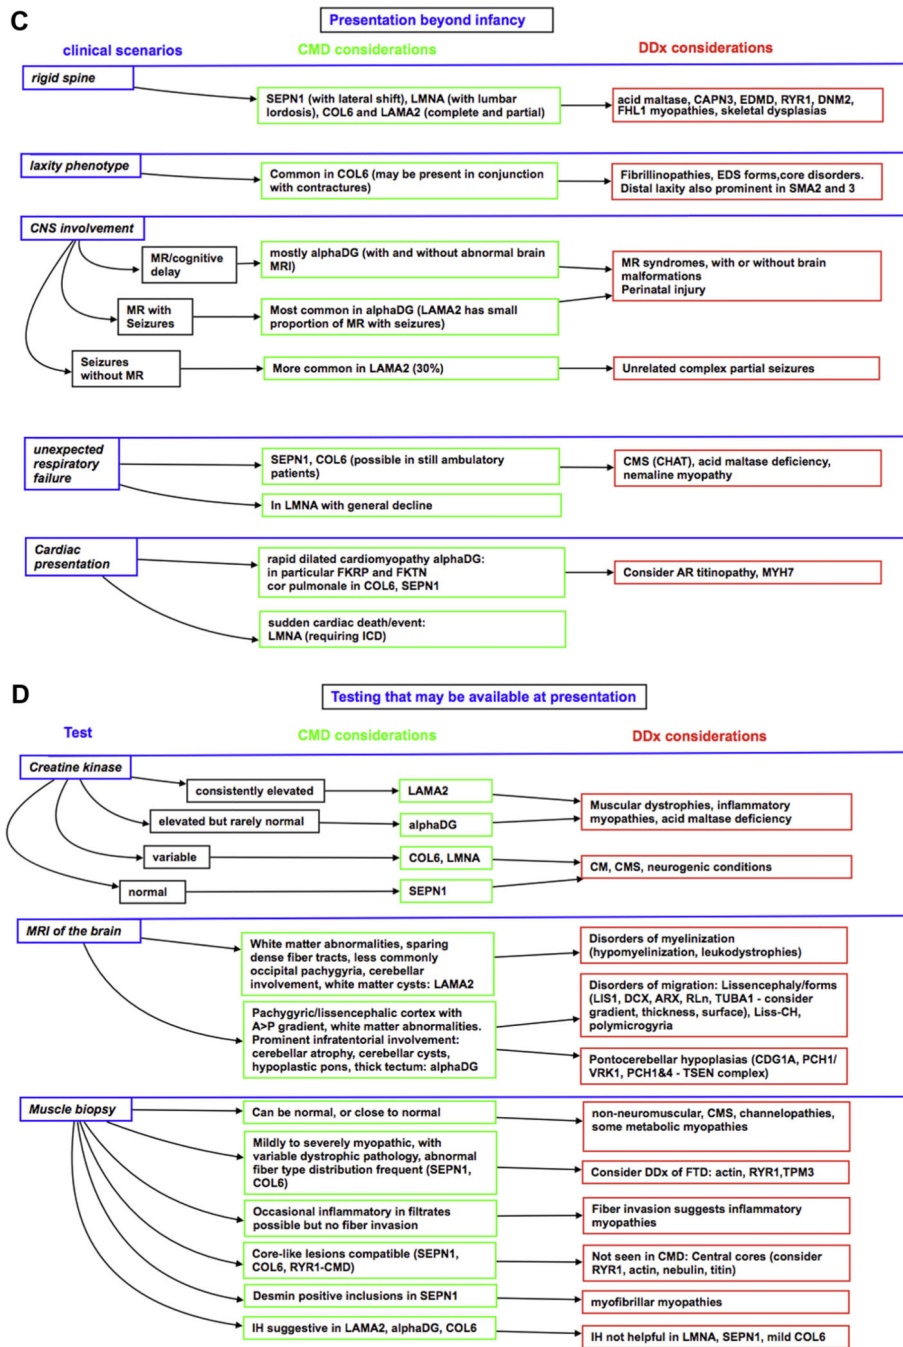 C
Presentation beyond infancy
clinical scenarios
CMD considerations
DDx considerations
rigid spine
SEPN1 (with lateral shift), LMNA (with lumbar
lordosis), COL6 and LAMA2 (complete and partial)
acid maltase, CAPN3, EDMD, RYR1, DNM2,
FHL1 myopathies, skeletal dysplasias
laxity phenotype
Common in COL6 (may be present in conjunction
with contractures)
Fibrillinopathies, EDS forms,core disorders.
Distal laxity also prominent in SMA2 and 3
CNS involvement
MR/cognitive
delay
mostly alphaDG (with and without abnormal brain
MRI)
MR syndromes, with or without brain
malformations
Perinatal injury
MR with
Seizures
Most common in alphaDG (LAMA2 has small
proportion of MR with seizures)
Seizures
without MR
More common in LAMA2 (30%)
Unrelated complex partial seizures
unexpected
respiratory
failure
SEPN1, COL6 (possible in still ambulatory
patients)
CMS (CHAT), acid maltase deficiency,
nemaline myopathy
In LMNA with general decline
Cardiac
presentation
rapid dilated cardiomyopathy alphaDG:
in particular FKRP and FKTN
cor pulmonale in COL6, SEPN1
Consider AR titinopathy, MYH7
sudden cardiac death/event:
LMNA (requiring ICD)
D
Testing that may be available at presentation
Test
CMD considerations
DDx considerations
Creatine kinase
consistently elevated
LAMA2
Muscular dystrophies, inflammatory
myopathies, acid maltase deficiency
elevated but rarely normal
alphaDG
variable
COL6, LMNA
CM, CMS, neurogenic conditions
normal
SEPN1
MRI of the brain
White matter abnormalities, sparing
dense fiber tracts, less commonly
occipital pachygyria, cerebellar
involvement, white matter cysts: LAMA2
Disorders of myelinization
(hypomyelinization, leukodystrophies)
Pachygyric/lissencephalic cortex with
A>P gradient, white matter abnormalities.
Prominent infratentorial involvement:
cerebellar atrophy, cerebellar cysts,
hypoplastic pons, thick tectum: alphaDG
Disorders of migration: Lissencephaly/forms
(LIS1, DCX, ARX, RLn, TUBA1 - consider
gradient, thickness, surface), Liss-CH,
polymicrogyria
Pontocerebellar hypoplasias (CDG1A, PCH1/
VRK1, PCH1&4 - TSEN complex)
Muscle biopsy
Can be normal, or close to normal
non-neuromuscular, CMS, channelopathies,
some metabolic myopathies
Mildly to severely myopathic, with
variable dystrophic pathology, abnormal
fiber type distribution frequent (SEPN1,
COL6)
Consider DDx of FTD: actin, RYR1,TPM3
Occasional inflammatory in filtrates
possible but no fiber invasion
Fiber invasion suggests inflammatory
myopathies
Core-like lesions compatible (SEPN1,
COL6, RYR1-CMD)
Not seen in CMD: Central cores (consider
RYR1, actin, nebulin, titin)
Desmin positive inclusions in SEPN1
myofibrillar myopathies
IH suggestive in LAMA2, alphaDG, COL6
IH not helpful in LMNA, SEPN1, mild COL6